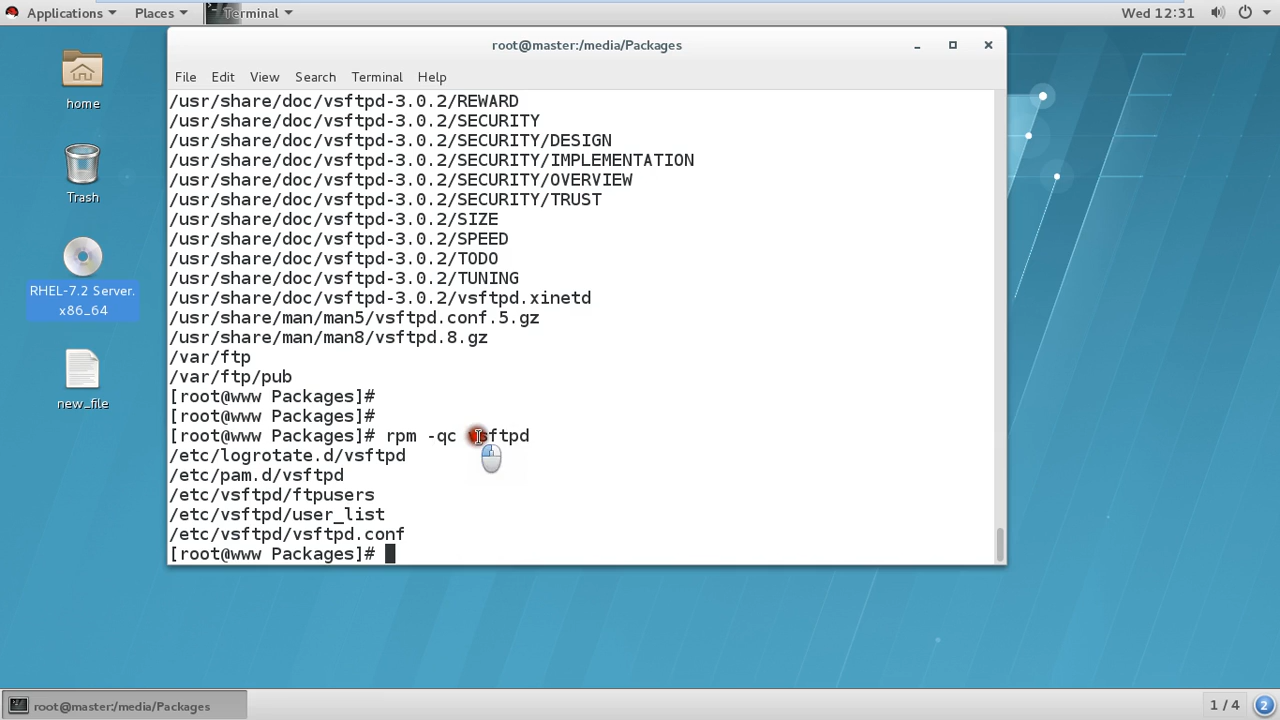 Applications Places Terminal Wed 12:31
root@master:/media/Packages
File Edit View Search Terminal Help
/usr/share/doc/vsftpd-3.0.2/REWARD
/usr/share/doc/vsftpd-3.0.2/SECURITY
/usr/share/doc/vsftpd-3.0.2/SECURITY/DESIGN
/usr/share/doc/vsftpd-3.0.2/SECURITY/IMPLEMENTATION
/usr/share/doc/vsftpd-3.0.2/SECURITY/OVERVIEW
/usr/share/doc/vsftpd-3.0.2/SECURITY/TRUST
/usr/share/doc/vsftpd-3.0.2/SIZE
/usr/share/doc/vsftpd-3.0.2/SPEED
/usr/share/doc/vsftpd-3.0.2/TODO
/usr/share/doc/vsftpd-3.0.2/TUNING
/usr/share/doc/vsftpd-3.0.2/vsftpd.xinetd
/usr/share/man/man5/vsftpd.conf.5.gz
/usr/share/man/man8/vsftpd.8.gz
/var/ftp
/var/ftp/pub
[root@www Packages]#
[root@www Packages]#
[root@www Packages]# rpm -qc vsftpd
/etc/logrotate.d/vsftpd
/etc/pam.d/vsftpd
/etc/vsftpd/ftpusers
/etc/vsftpd/user_list
/etc/vsftpd/vsftpd.conf
[root@www Packages]#
home
Trash
RHEL-7.2 Server.
x86_64
new_file
root@master:/media/Packages 1 / 4 2